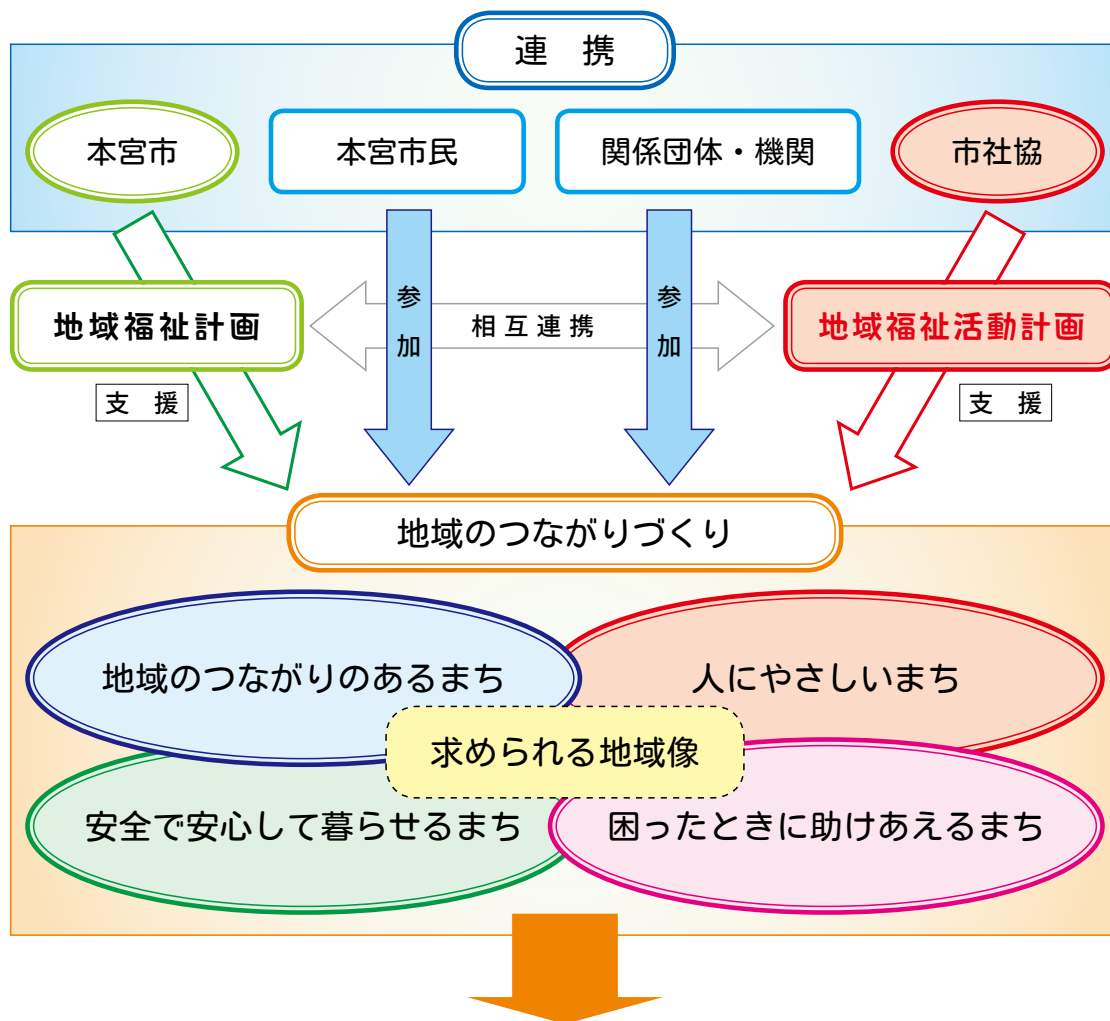 連　携
本宮市
本宮市民
関係団体・機関
市社協
参加
参加
地域福祉計画
相互連携
地域福祉活動計画
支　援
支　援
地域のつながりづくり
地域のつながりのあるまち
人にやさしいまち
求められる地域像
安全で安心して暮らせるまち
困ったときに助けあえるまち